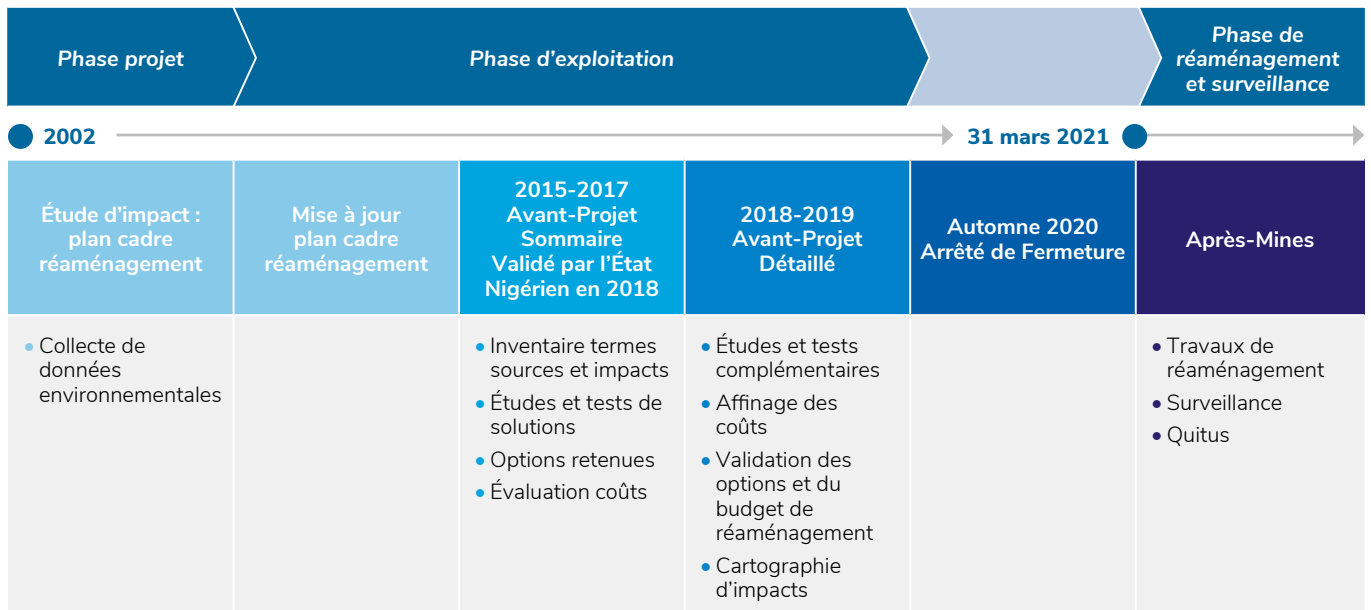 Phase projet
Phase d'exploitation
Phase de
réaménagement
et surveillance
2002
31 mars 2021
Étude d'impact :
plan cadre
réaménagement
Mise à jour
plan cadre
réaménagement
2015-2017
Avant-Projet
Sommaire
Validé par l'État
Nigérien en 2018
2018-2019
Avant-Projet
Détaillé
Automne 2020
Arrêté de Fermeture
Après-Mines
• Collecte de
données
environnementales
• Inventaire termes
sources et impacts
• Études et tests de
solutions
• Options retenues
• Évaluation coûts
• Études et tests
complémentaires
• Affinage des
coûts
• Validation des
options et du
budget de
réaménagement
• Cartographie
d'impacts
• Travaux de
réaménagement
• Surveillance
• Quitus